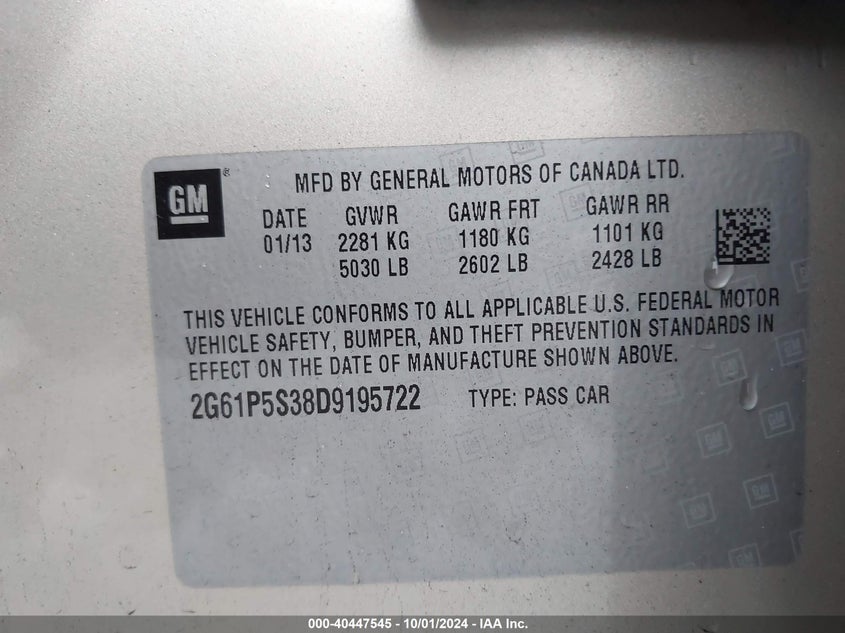 GM ®
MFD BY GENERAL MOTORS OF CANADA LTD.
DATE GVWR GAWR FRT GAWR RR
01/13 2281 KG 1180 KG 1101 KG
5030 LB 2602 LB 2428 LB
THIS VEHICLE CONFORMS TO ALL APPLICABLE U.S. FEDERAL MOTOR
VEHICLE SAFETY, BUMPER, AND THEFT PREVENTION STANDARDS IN
EFFECT ON THE DATE OF MANUFACTURE SHOWN ABOVE.
2G61P5S38D9195722 TYPE: PASS CAR
000-40447545 - 10/01/2024 - IAA Inc.